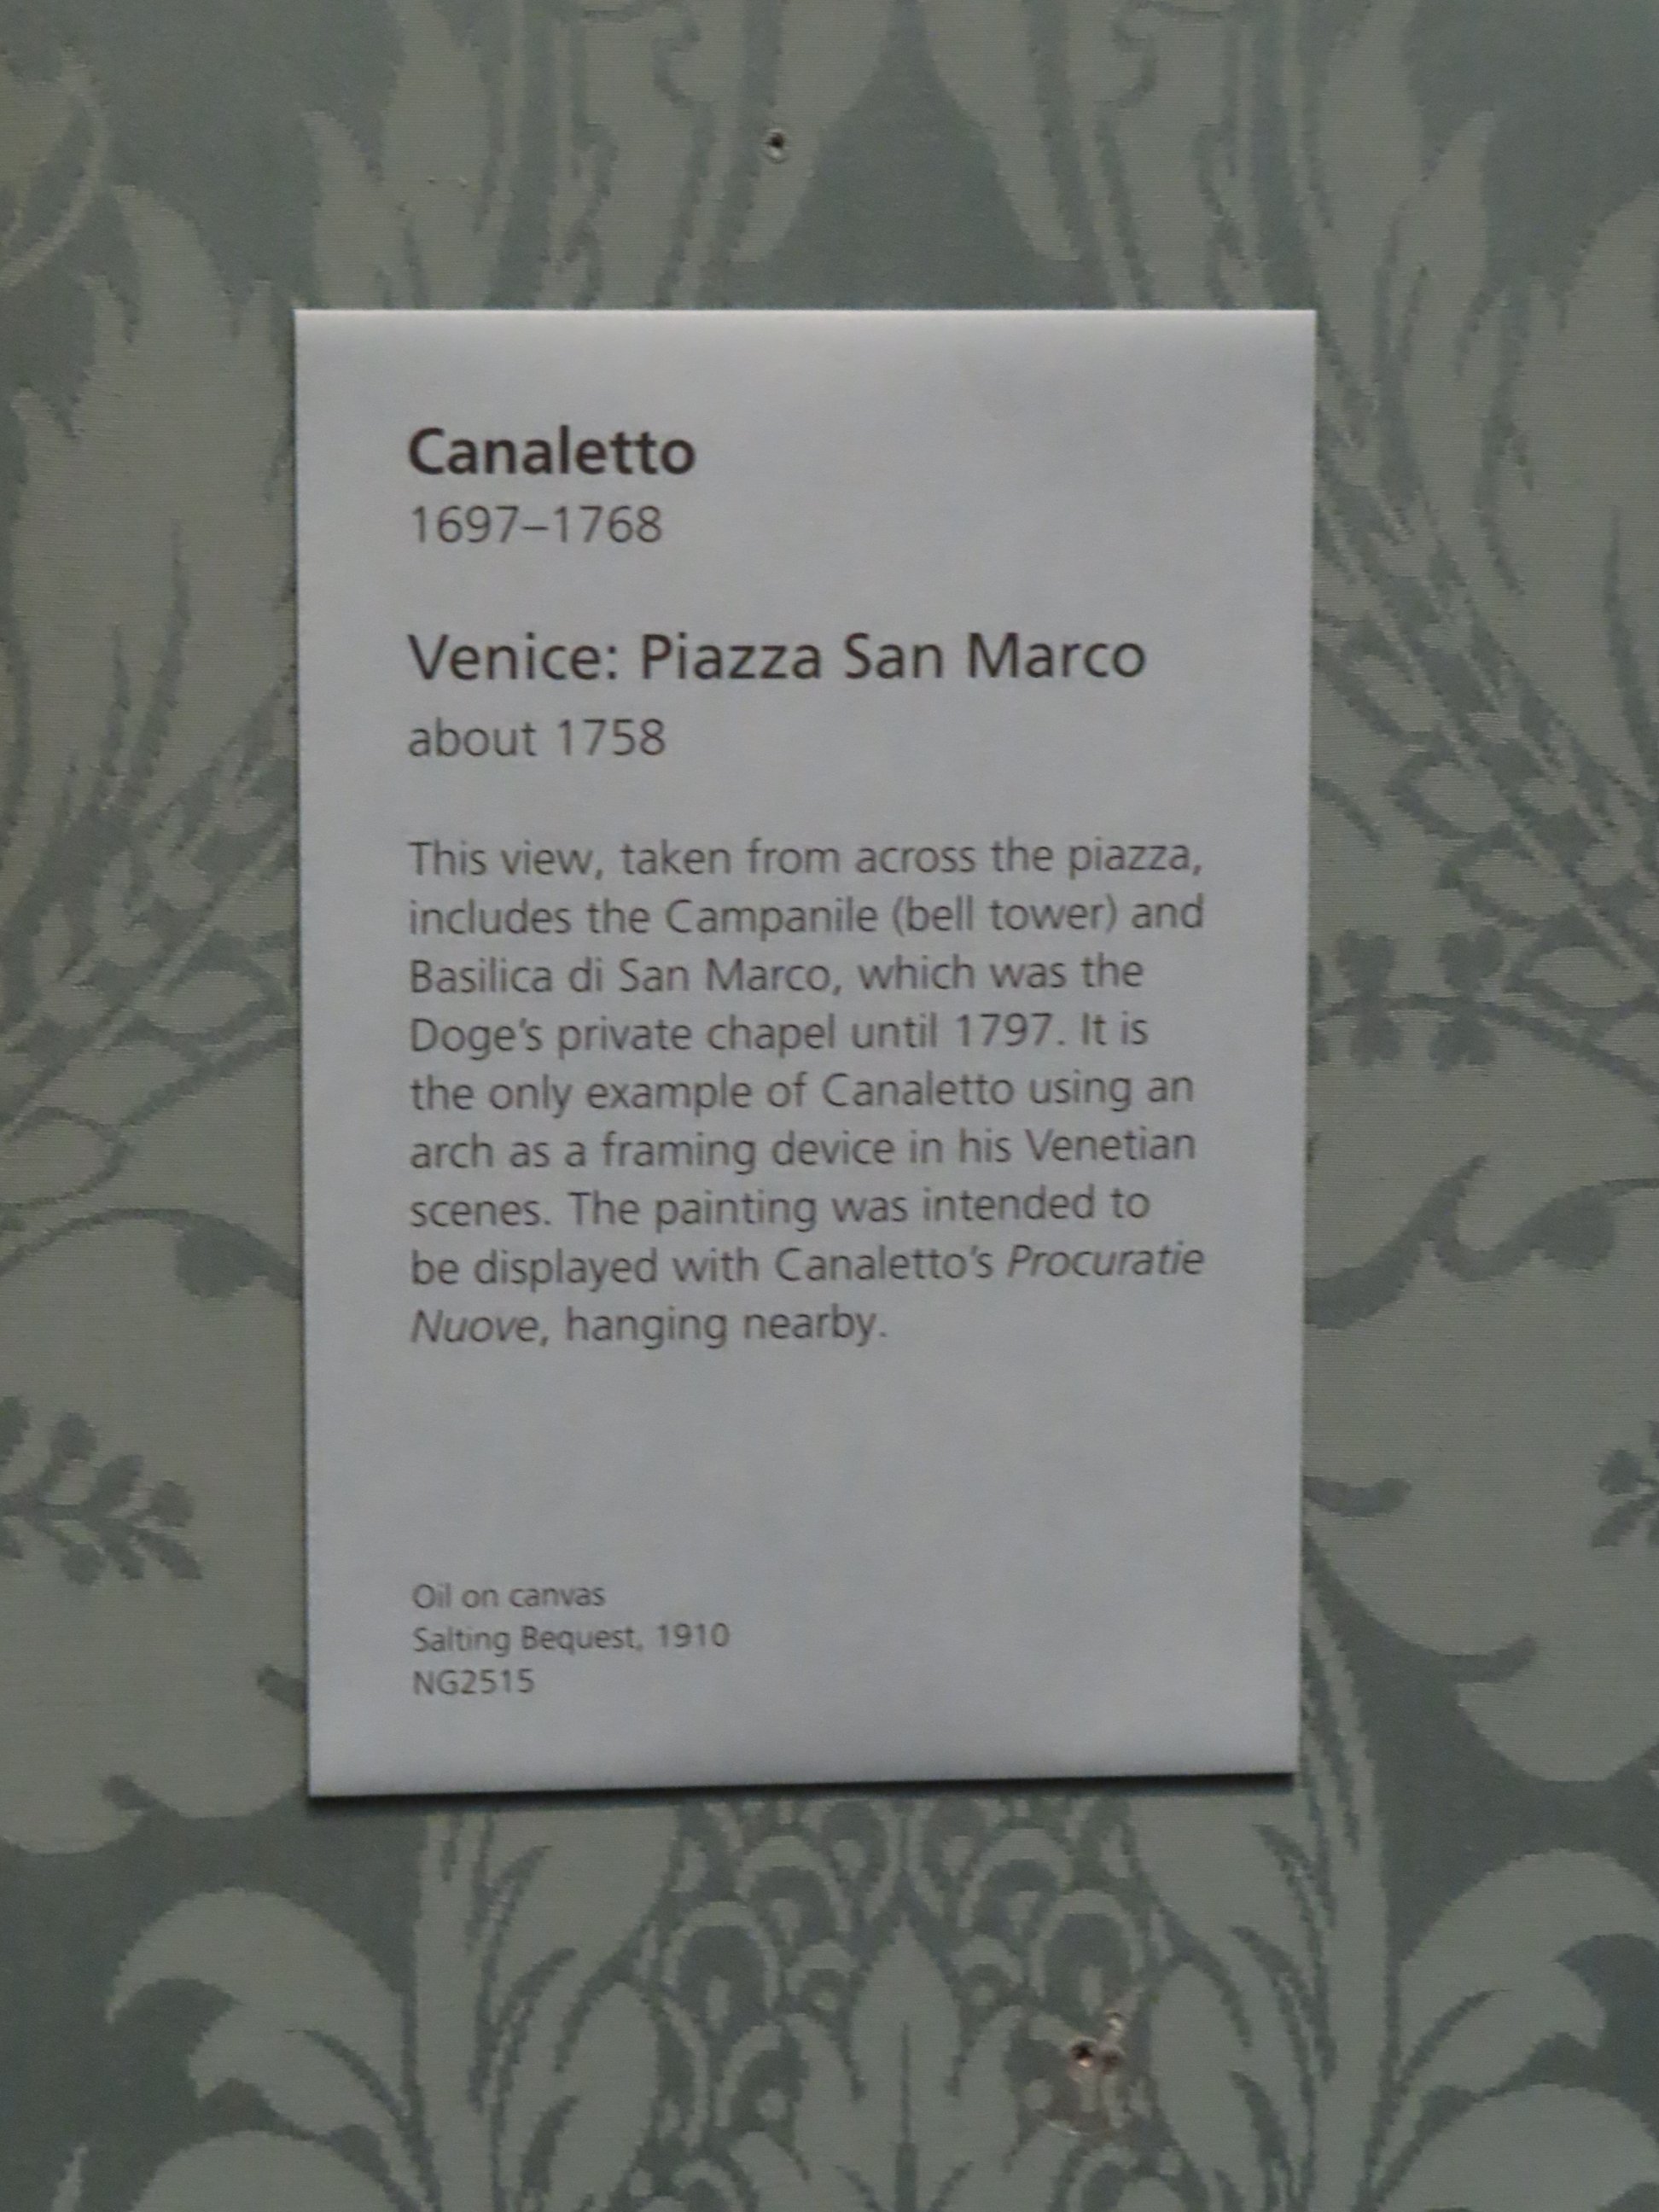 Canaletto
1697–1768
Venice: Piazza San Marco
about 1758
This view, taken from across the piazza,
includes the Campanile (bell tower) and
Basilica di San Marco, which was the
Doge’s private chapel until 1797. It is
the only example of Canaletto using an
arch as a framing device in his Venetian
scenes. The painting was intended to
be displayed with Canaletto’s Procuratie
Nuove, hanging nearby.
Oil on canvas
Salting Bequest, 1910
NG2515